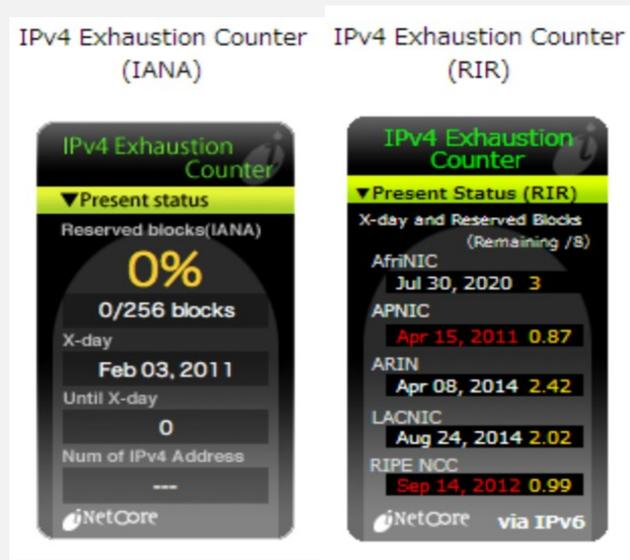 IPv4 Exhaustion Counter
(IANA)
IPv4 Exhaustion
Counter
▼Present status
Reserved blocks(IANA)
0%
0/256 blocks
X-day
Feb 03, 2011
Until X-day
0
Num of IPv4 Address
---
iNetCore
IPv4 Exhaustion Counter
(RIR)
IPv4 Exhaustion
Counter
▼Present Status (RIR)
X-day and Reserved Blocks
(Remaining /8)
AfriNIC
Jul 30, 2020 3
APNIC
Apr 15, 2011 0.87
ARIN
Apr 08, 2014 2.42
LACNIC
Aug 24, 2014 2.02
RIPE NCC
Sep 14, 2012 0.99
iNetCore via IPv6